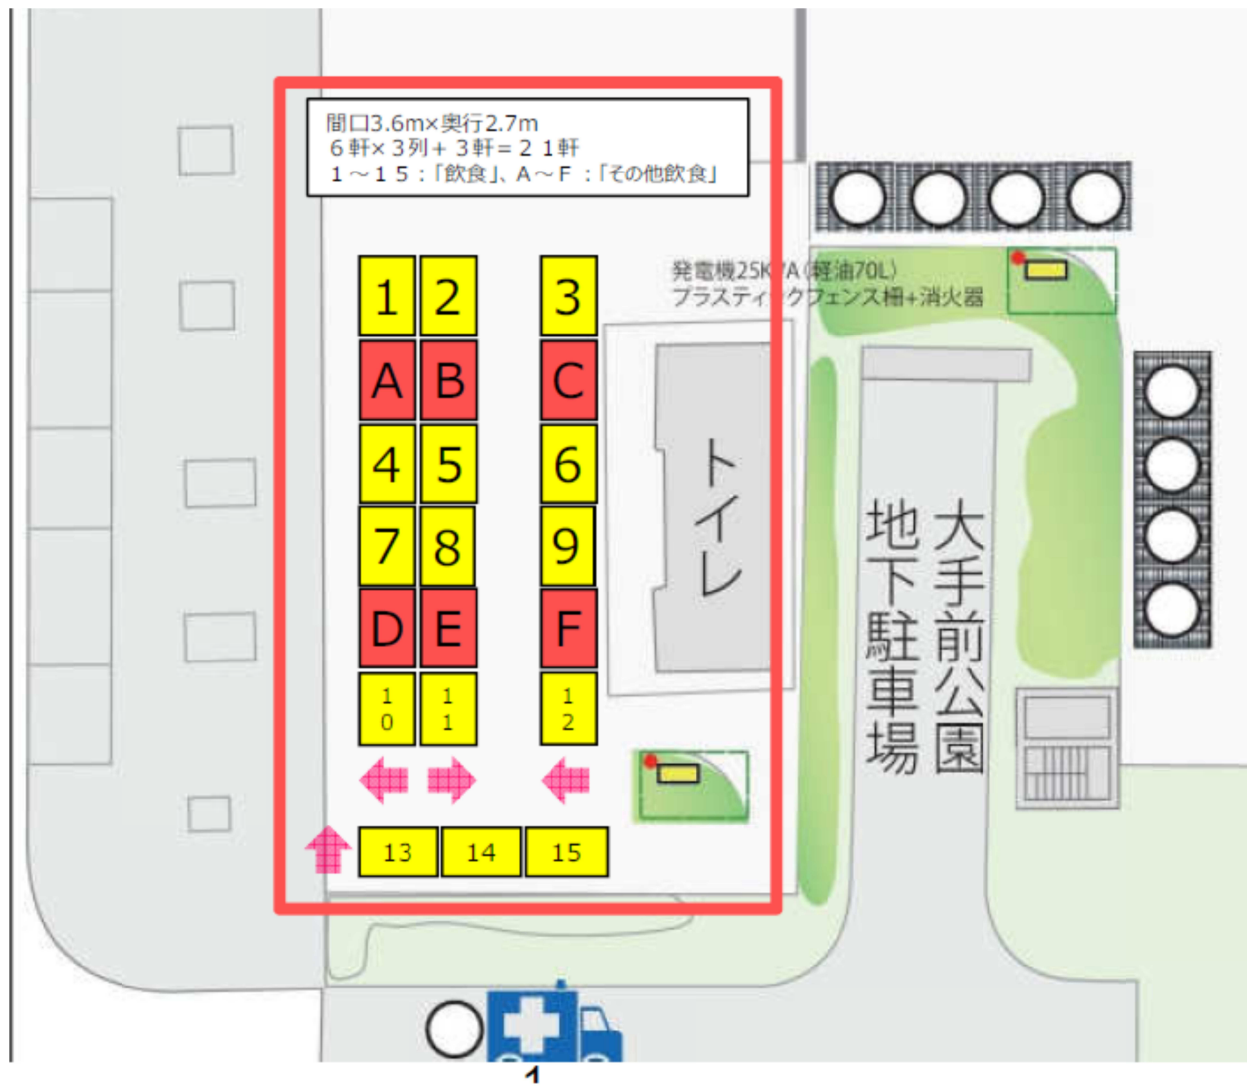 間口3.6m×奥行2.7m
６軒×３列＋３軒＝２１軒
１～１５：「飲食」、A～F：「その他飲食」
発電機25KVA（軽油70L）
プラスティックフェンス柵+消火器
1 2 3
A B C
4 5 6
7 8 9
D E F
10 11 12
13 14 15
トイレ
大手前公園
地下駐車場
1